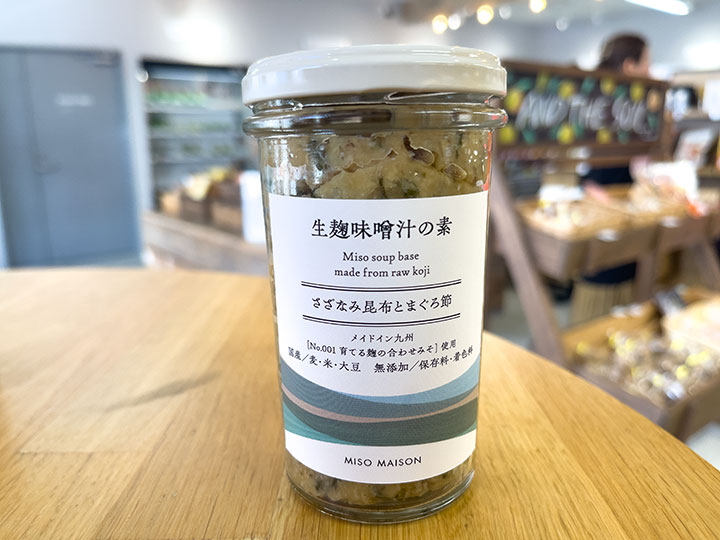 AND THE SOIL
生麹味噌汁の素
Miso soup base
made from raw koji
さざなみ昆布とまぐろ節
メイドイン九州
[No.001 育てる麹の合わせみそ] 使用
国産／麦・米・大豆　無添加／保存料・着色料
MISO MAISON